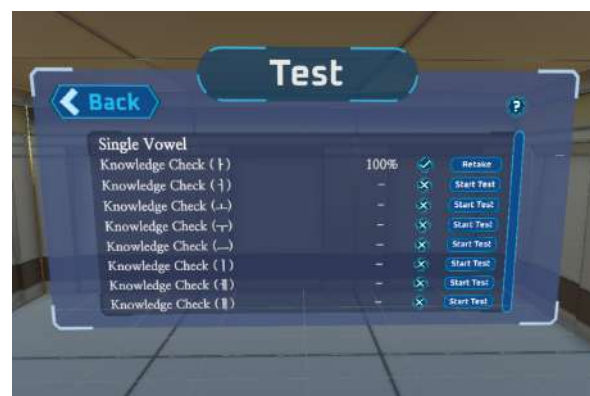 Test
Back
?
Single Vowel
Knowledge Check (ㅏ) 100% Retake
Knowledge Check (ㅓ) - Start Test
Knowledge Check (ㅗ) - Start Test
Knowledge Check (ㅜ) - Start Test
Knowledge Check (ㅡ) - Start Test
Knowledge Check (ㅣ) - Start Test
Knowledge Check (ㅔ) - Start Test
Knowledge Check (ㅐ) - Start Test